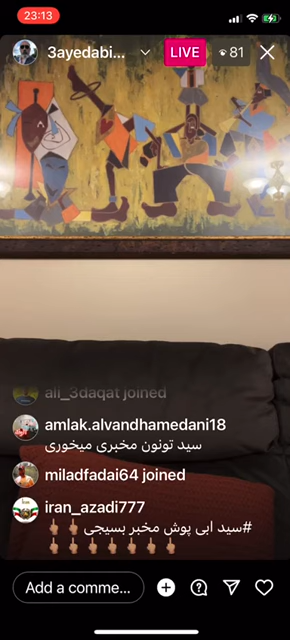 23:13
3ayedabi...
LIVE
81
ali_3daqat joined
amlak.alvandhamedani18
سید تونون مخبری میخوری
miladfadai64 joined
iran_azadi777
#سید ابی پوش مخبر بسیجی👆🏼👆🏼
👆🏼👆🏼👆🏼👆🏼👆🏼👆🏼👆🏼
Add a comme...